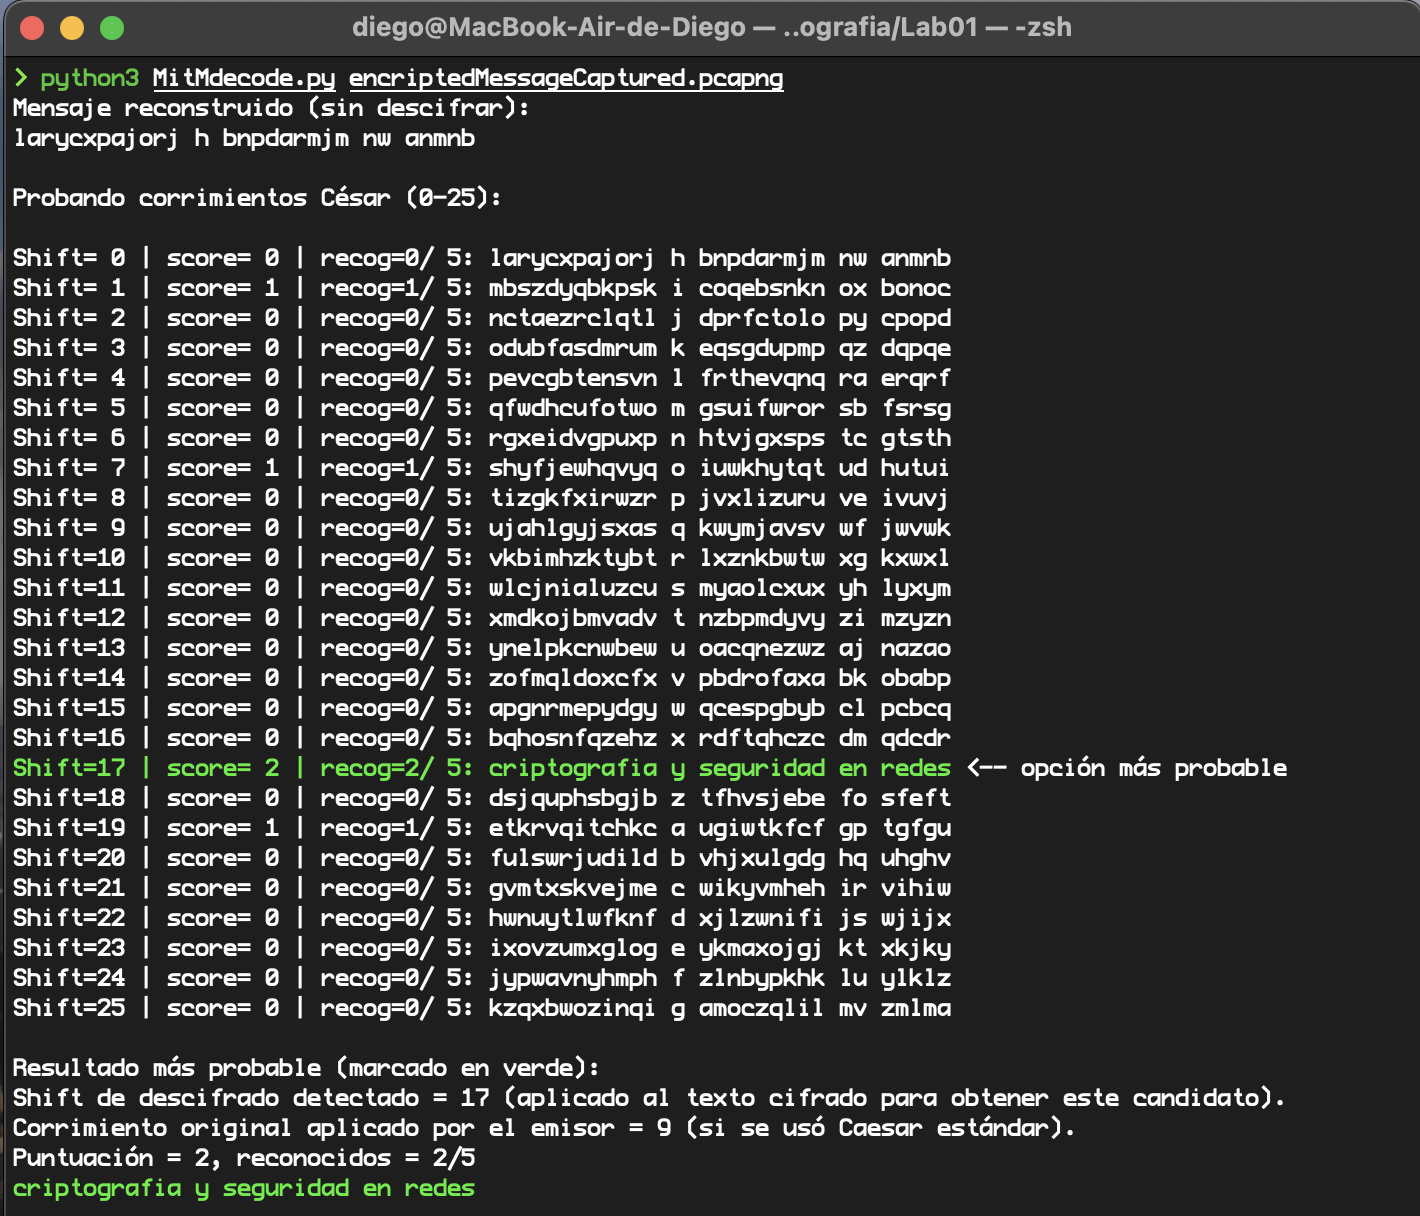 diego@MacBook-Air-de-Diego — ..ografia/Lab01 — -zsh
> python3 MitMdecode.py encriptedMessageCaptured.pcapng
Mensaje reconstruido (sin descifrar):
larycxpajorj h bnpdarmjm nw anmnb
Probando corrimientos César (0-25):
Shift= 0 | score= 0 | recog=0/ 5: larycxpajorj h bnpdarmjm nw anmnb
Shift= 1 | score= 1 | recog=1/ 5: mbszdyqbkpsk i coqebsnkn ox bonoc
Shift= 2 | score= 0 | recog=0/ 5: nctaezrclqtl j dprfctolo py cpopd
Shift= 3 | score= 0 | recog=0/ 5: odubfasdmrum k eqsgdupmp qz dqpqe
Shift= 4 | score= 0 | recog=0/ 5: pevcgbtensvn l frthevqnq ra erqrf
Shift= 5 | score= 0 | recog=0/ 5: qfwdhcufotwo m gsuifwror sb fsrsg
Shift= 6 | score= 0 | recog=0/ 5: rgxeidvgpuxp n htvjgxsps tc gtsth
Shift= 7 | score= 1 | recog=1/ 5: shyfjewhqvyq o iuwkhytqt ud hutui
Shift= 8 | score= 0 | recog=0/ 5: tizgkfxirwzr p jvxlizuru ve ivuvj
Shift= 9 | score= 0 | recog=0/ 5: ujahlgyjsxas q kwymjavsv wf jwvwk
Shift=10 | score= 0 | recog=0/ 5: vkbimhzktybt r lxznkbwtw xg kxwxl
Shift=11 | score= 0 | recog=0/ 5: wlcjnialuzcu s myaolcxux yh lyxym
Shift=12 | score= 0 | recog=0/ 5: xmdkojbmvadv t nzbpmdyvy zi mzyzn
Shift=13 | score= 0 | recog=0/ 5: ynelpkcnwbew u oacqnezwz aj nazao
Shift=14 | score= 0 | recog=0/ 5: zofmqldoxcfx v pbdrofaxa bk obabp
Shift=15 | score= 0 | recog=0/ 5: apgnrmepydgy w qcespgbyb cl pcbcq
Shift=16 | score= 0 | recog=0/ 5: bqhosnfqzehz x rdftqhczc dm qdcdr
Shift=17 | score= 2 | recog=2/ 5: criptografia y seguridad en redes <-- opción más probable
Shift=18 | score= 0 | recog=0/ 5: dsjquphsbgjb z tfhvsjebe fo sfeft
Shift=19 | score= 1 | recog=1/ 5: etkrvqitchkc a ugiwtkfcf gp tgfgu
Shift=20 | score= 0 | recog=0/ 5: fulswrjudild b vhjxulgdg hq uhghv
Shift=21 | score= 0 | recog=0/ 5: gvmtxskvejme c wikyvmheh ir vihiw
Shift=22 | score= 0 | recog=0/ 5: hwnuytlwfknf d xjlzwnifi js wjijx
Shift=23 | score= 0 | recog=0/ 5: ixovzumxglog e ykmaxojgj kt xkjky
Shift=24 | score= 0 | recog=0/ 5: jypwavnyhmph f zlnbypkhk lu ylklz
Shift=25 | score= 0 | recog=0/ 5: kzqxbwozinqi g amoczqlil mv zmlma
Resultado más probable (marcado en verde):
Shift de descifrado detectado = 17 (aplicado al texto cifrado para obtener este candidato).
Corrimiento original aplicado por el emisor = 9 (si se usó Caesar estándar).
Puntuación = 2, reconocidos = 2/5
criptografia y seguridad en redes